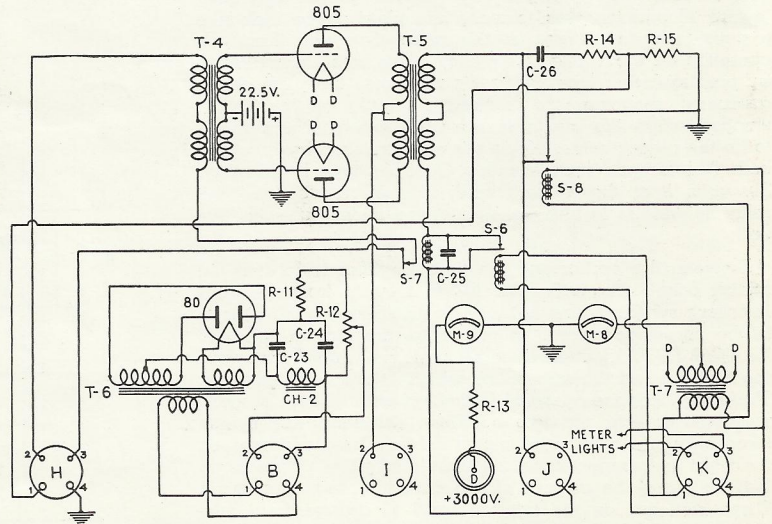 805
T-4
T-5
R-14
R-15
C-26
22.5V.
- +
D D
D D
805
S-8
S-6
S-7
C-25
R-11
R-12
80
C-24
C-23
M-9
M-8
D D
T-6
CH-2
T-7
R-13
METER
LIGHTS
2 3
H
1 4
2 3
B
1 4
2 3
I
1 4
D
+3000V.
2 3
J
1 4
2 3
K
1 4